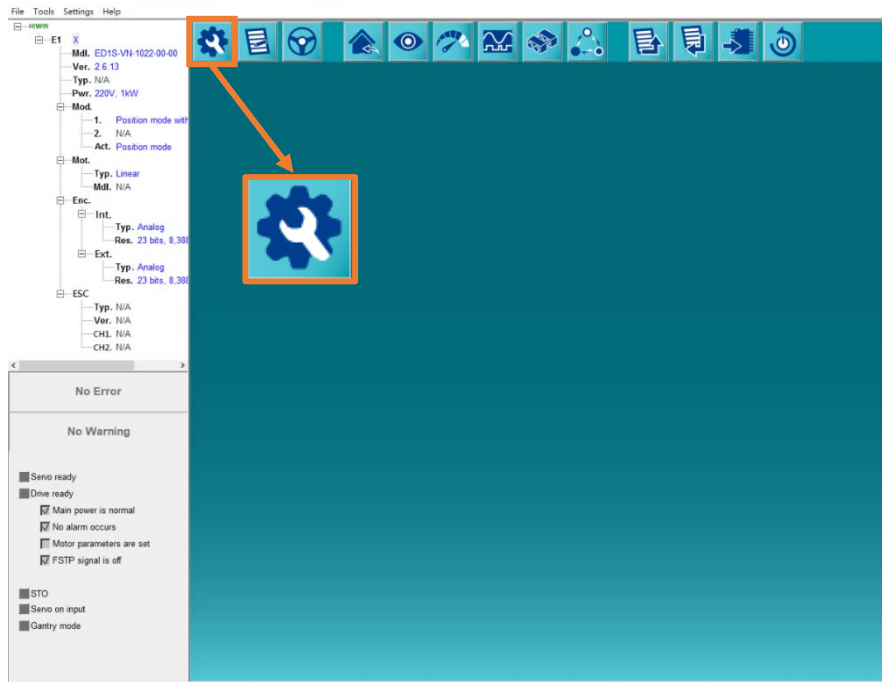 File Tools Settings Help
HIWIN
E1 X
Mdl. ED1S-VN-1022-00-00
Ver. 2.6.13
Typ. N/A
Pwr. 220V, 1kW
Mod.
1. Position mode with
2. N/A
Act. Position mode
Mot.
Typ. Linear
Mdl. N/A
Enc.
Int.
Typ. Analog
Res. 23 bits, 8,388
Ext.
Typ. Analog
Res. 23 bits, 8,388
ESC
Typ. N/A
Ver. N/A
CH1. N/A
CH2. N/A
No Error
No Warning
Servo ready
Drive ready
Main power is normal
No alarm occurs
Motor parameters are set
FSTP signal is off
STO
Servo on input
Gantry mode